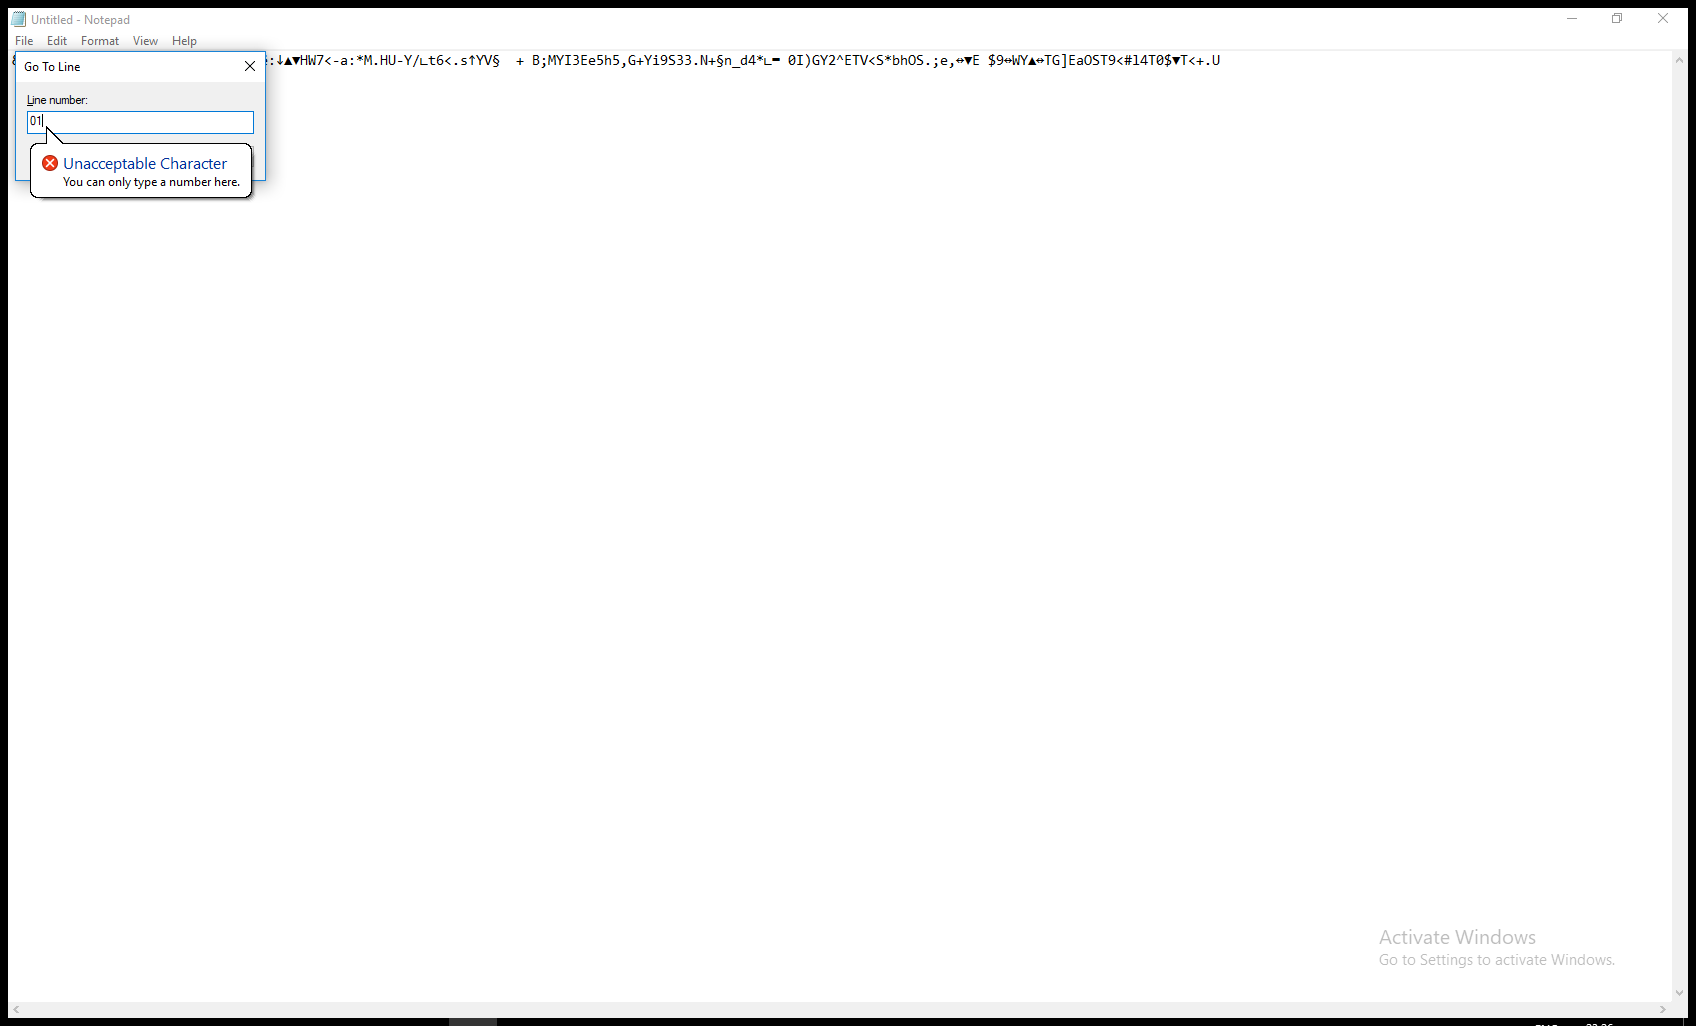 Untitled - Notepad
File Edit Format View Help
:↓▲▼HW7<-a:*M.HU-Y/∟t6<.s↑YV§ + B;MYI3Ee5h5,G+Yi9S33.N+§n_d4*∟▬ 0I)GY2^ETV<S*bhOS.;e,↔▼E $9↔WY▲↔TG]EaOST9<#l4T0$▼T<+.U
Go To Line
Line number:
01
Unacceptable Character
You can only type a number here.
Activate Windows
Go to Settings to activate Windows.